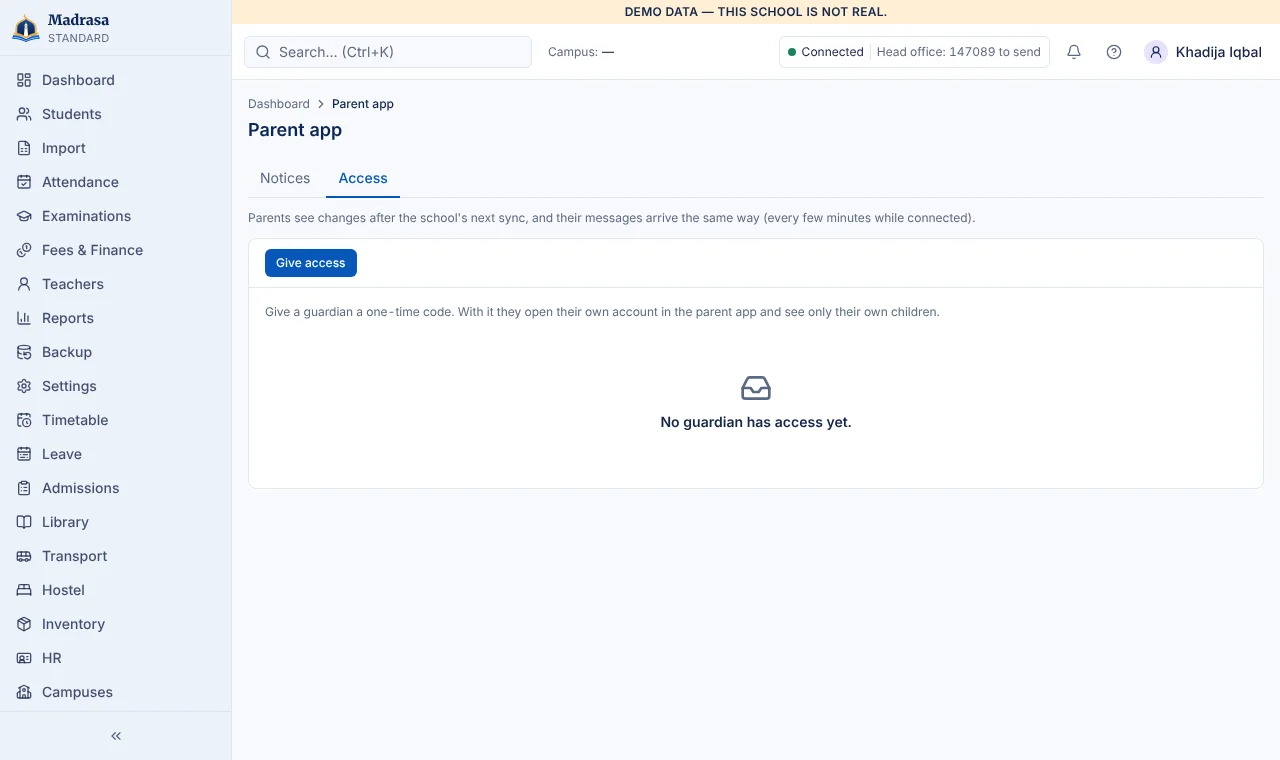 DEMO DATA — THIS SCHOOL IS NOT REAL.
Madrasa
STANDARD
Search... (Ctrl+K)
Campus: —
Connected
Head office: 147089 to send
Khadija Iqbal
Dashboard
Students
Import
Attendance
Examinations
Fees & Finance
Teachers
Reports
Backup
Settings
Timetable
Leave
Admissions
Library
Transport
Hostel
Inventory
HR
Campuses
Dashboard > Parent app
Parent app
Notices
Access
Parents see changes after the school's next sync, and their messages arrive the same way (every few minutes while connected).
Give access
Give a guardian a one-time code. With it they open their own account in the parent app and see only their own children.
No guardian has access yet.